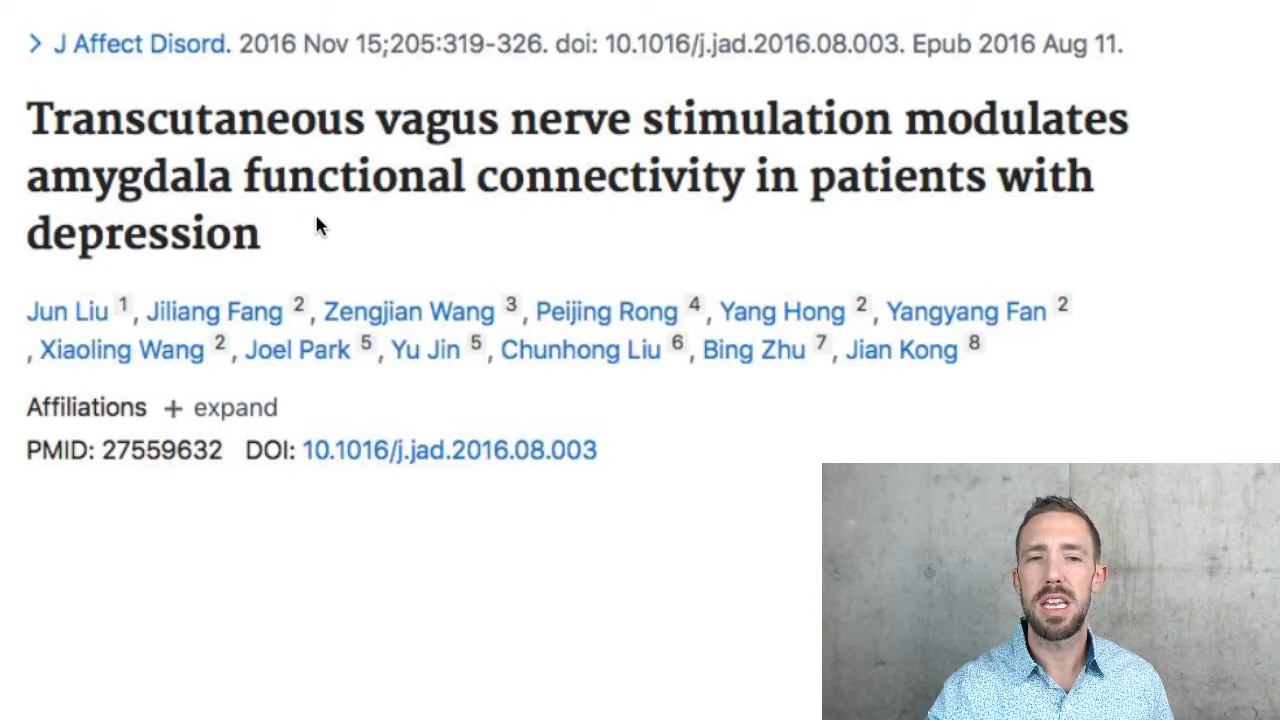 > J Affect Disord. 2016 Nov 15;205:319-326. doi: 10.1016/j.jad.2016.08.003. Epub 2016 Aug 11.
Transcutaneous vagus nerve stimulation modulates
amygdala functional connectivity in patients with
depression
Jun Liu 1, Jiliang Fang 2, Zengjian Wang 3, Peijing Rong 4, Yang Hong 2, Yangyang Fan 2
, Xiaoling Wang 2, Joel Park 5, Yu Jin 5, Chunhong Liu 6, Bing Zhu 7, Jian Kong 8
Affiliations + expand
PMID: 27559632 DOI: 10.1016/j.jad.2016.08.003